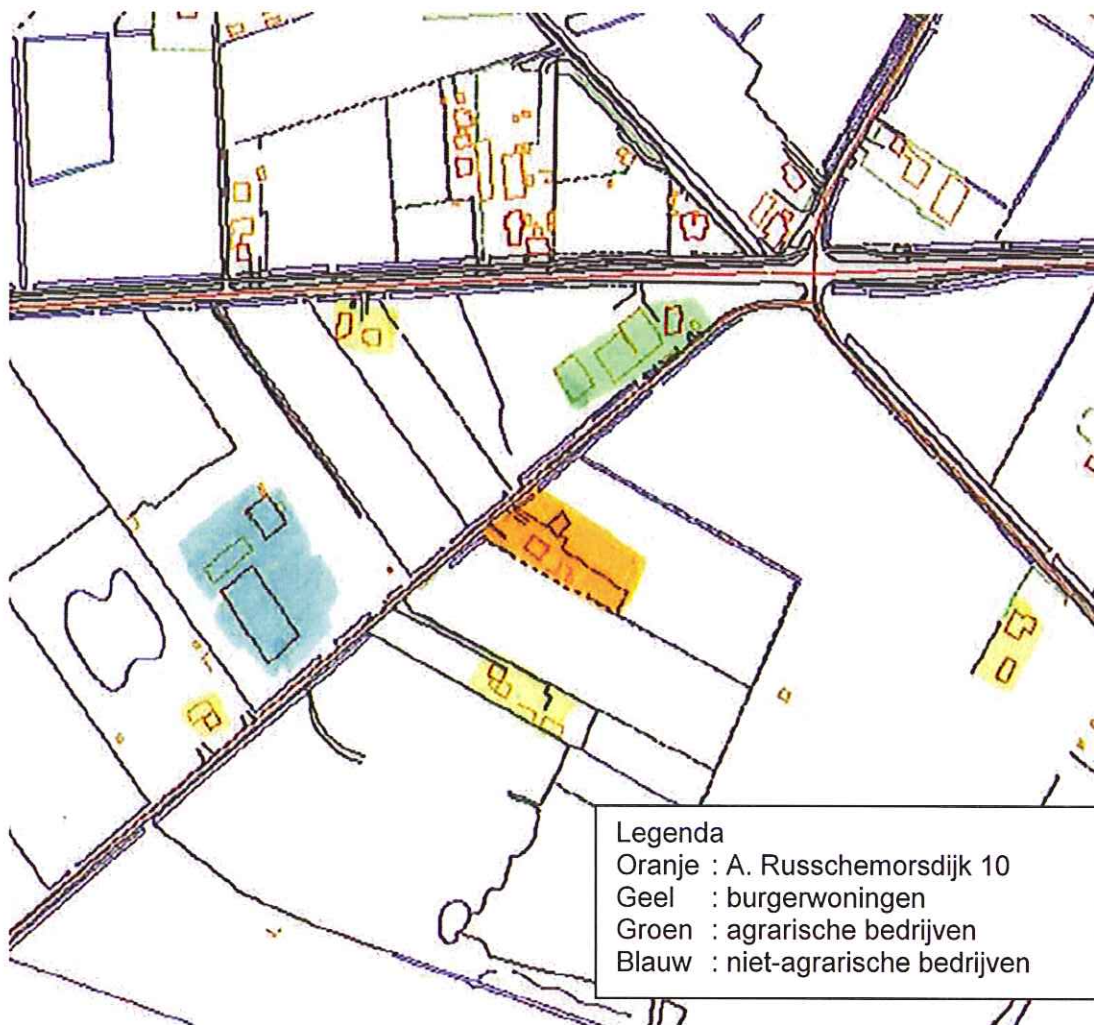 Legenda
Oranje : A. Russchemorsdijk 10
Geel : burgerwoningen
Groen : agrarische bedrijven
Blauw : niet-agrarische bedrijven